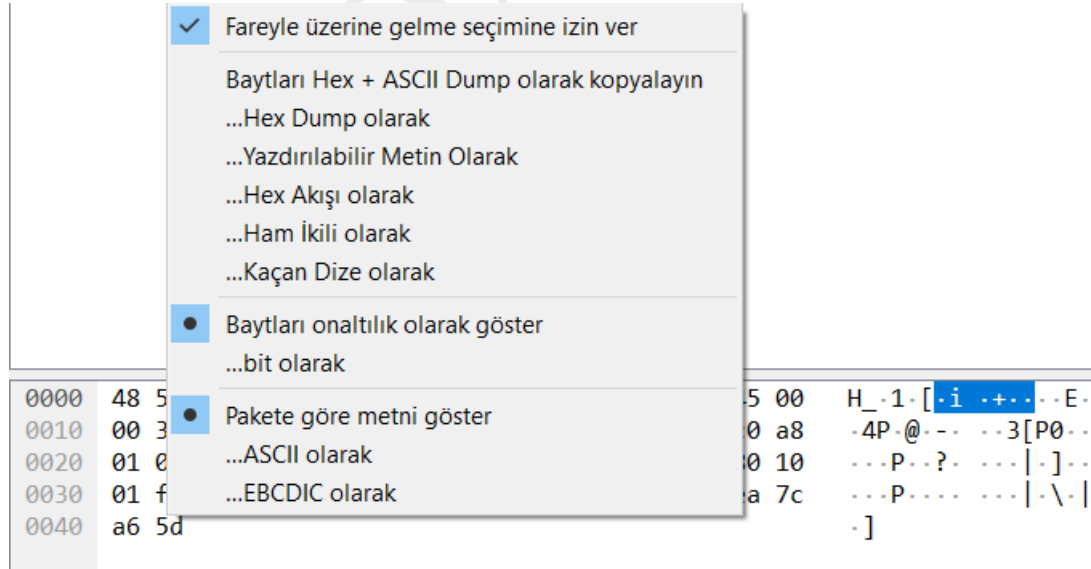 Fareyle üzerine gelme seçimine izin ver
Baytları Hex + ASCII Dump olarak kopyalayın
...Hex Dump olarak
...Yazdırılabilir Metin Olarak
...Hex Akışı olarak
...Ham İkili olarak
...Kaçan Dize olarak
Baytları onaltılık olarak göster
...bit olarak
Pakete göre metni göster
...ASCII olarak
...EBCDIC olarak
0000 48 5 5 00 H_·1·[·i ·+····E·
0010 00 3 0 a8 ·4P·@·-· ··3[P0··
0020 01 0 0 10 ···P··?· ···|·]··
0030 01 f a 7c ···P···· ···|·\·|
0040 a6 5d ·]